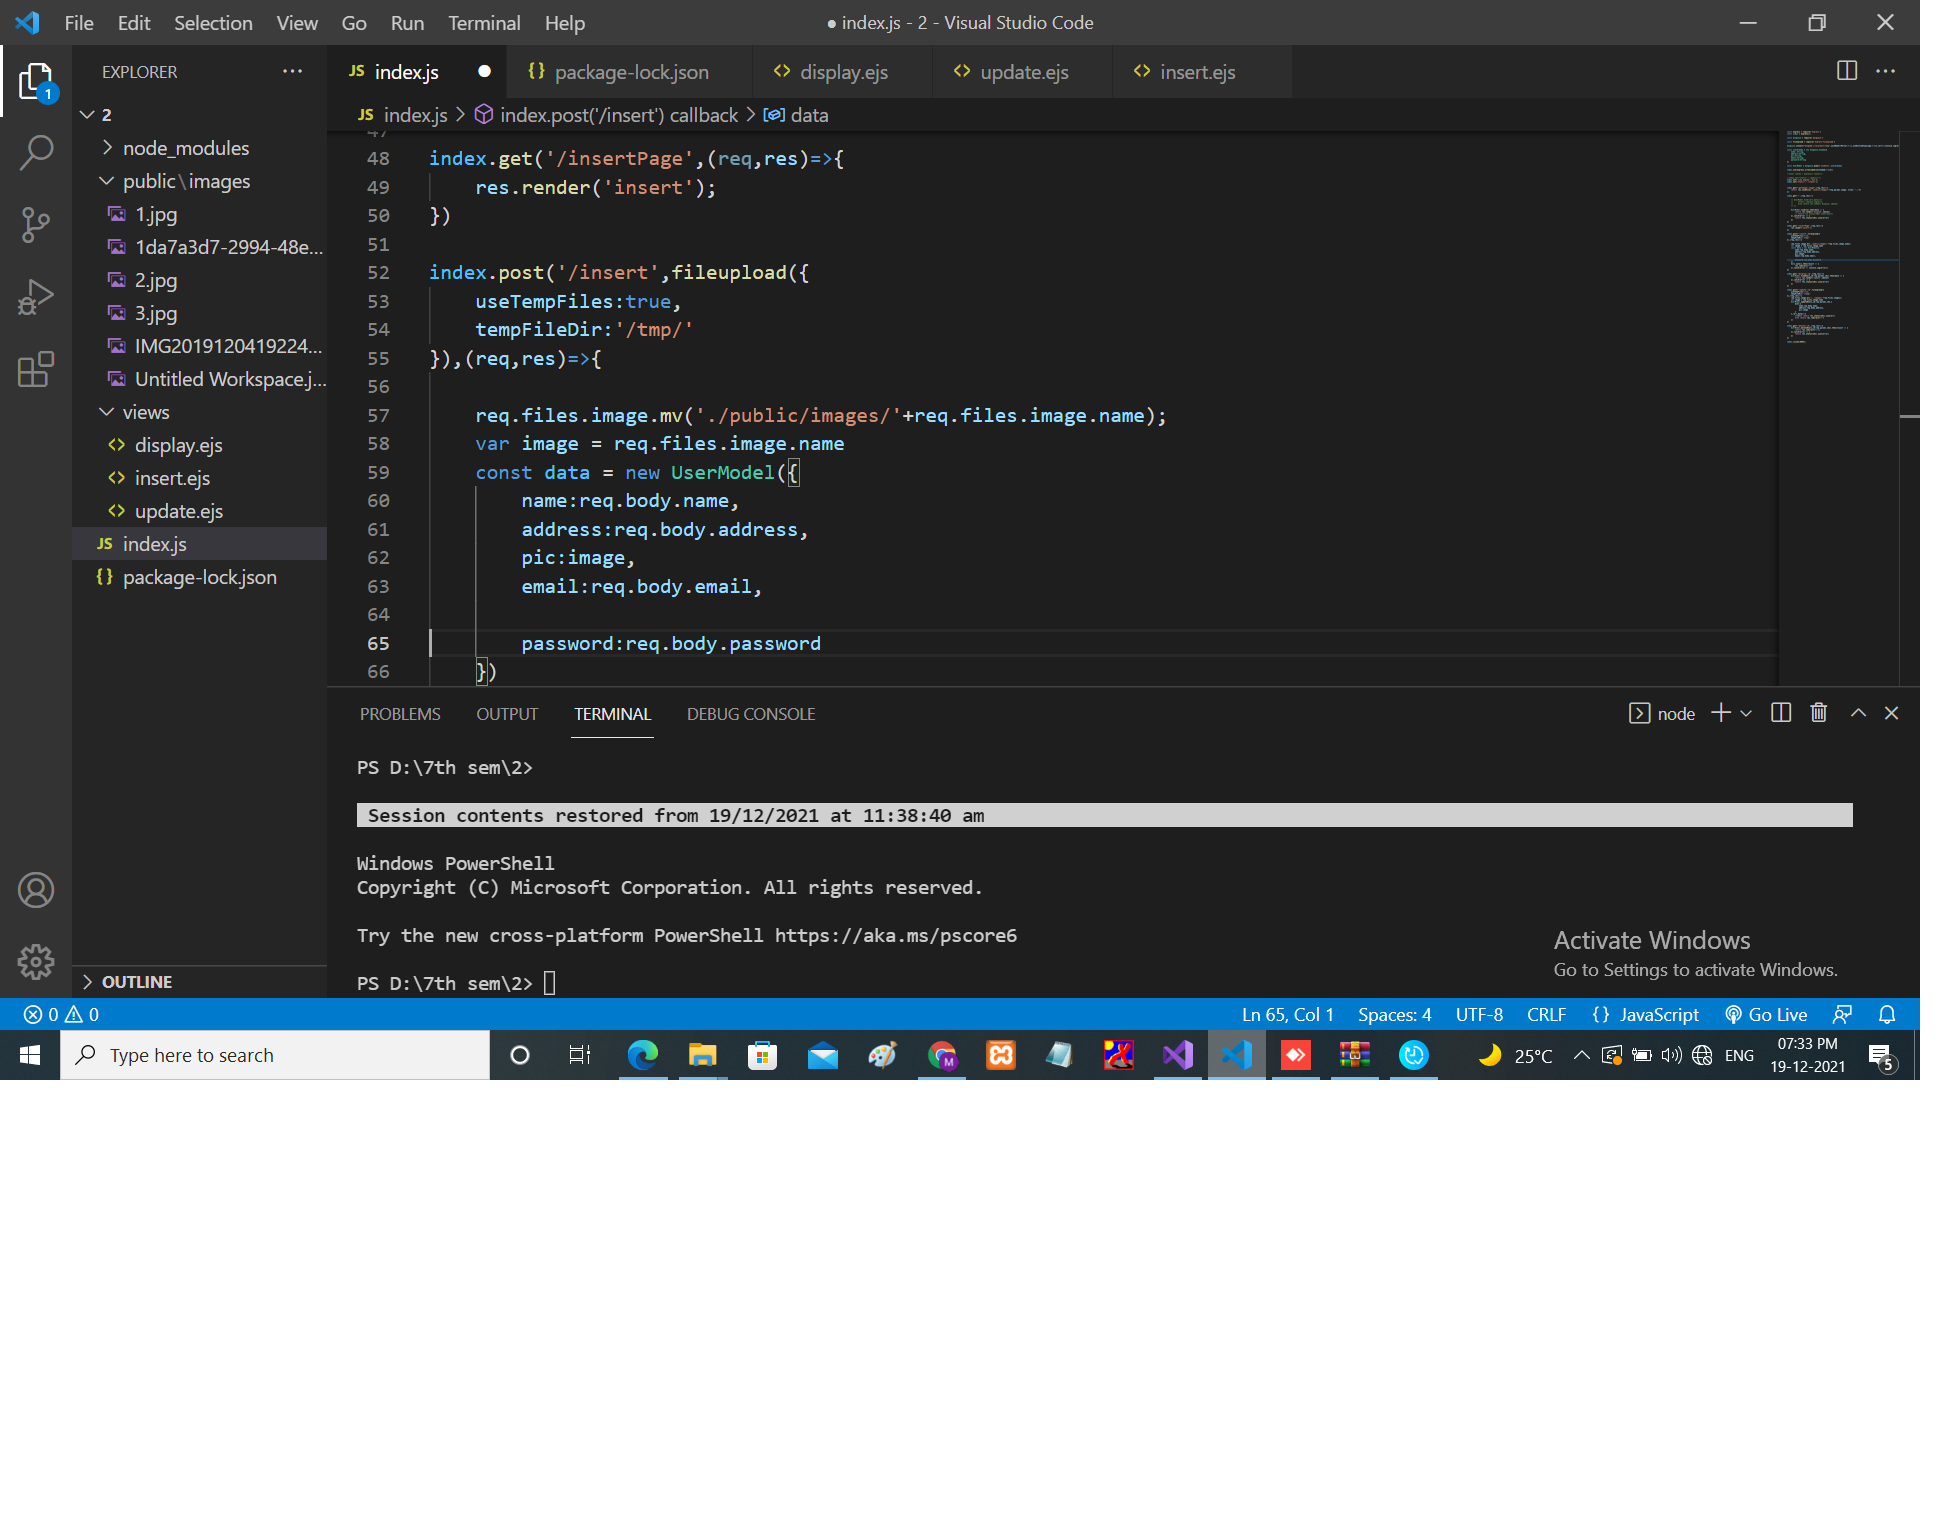 File Edit Selection View Go Run Terminal Help
● index.js - 2 - Visual Studio Code
EXPLORER
JS index.js
{} package-lock.json
<> display.ejs
<> update.ejs
<> insert.ejs
1
JS index.js > index.post('/insert') callback > data
2
node_modules
public\images
1.jpg
1da7a3d7-2994-48e...
2.jpg
3.jpg
IMG2019120419224...
Untitled Workspace.j...
views
<> display.ejs
<> insert.ejs
<> update.ejs
JS index.js
{} package-lock.json
OUTLINE
47
48 index.get('/insertPage',(req,res)=>{
49 res.render('insert');
50 })
51
52 index.post('/insert',fileupload({
53 useTempFiles:true,
54 tempFileDir:'/tmp/'
55 }),(req,res)=>{
56
57 req.files.image.mv('./public/images/'+req.files.image.name);
58 var image = req.files.image.name
59 const data = new UserModel({
60 name:req.body.name,
61 address:req.body.address,
62 pic:image,
63 email:req.body.email,
64
65 password:req.body.password
66 })
PROBLEMS OUTPUT TERMINAL DEBUG CONSOLE
node
PS D:\7th sem\2>
Session contents restored from 19/12/2021 at 11:38:40 am
Windows PowerShell
Copyright (C) Microsoft Corporation. All rights reserved.
Try the new cross-platform PowerShell https://aka.ms/pscore6
PS D:\7th sem\2>
Activate Windows
Go to Settings to activate Windows.
0 0
Ln 65, Col 1 Spaces: 4 UTF-8 CRLF {} JavaScript Go Live
Type here to search
M
25°C
ENG
07:33 PM
19-12-2021
5